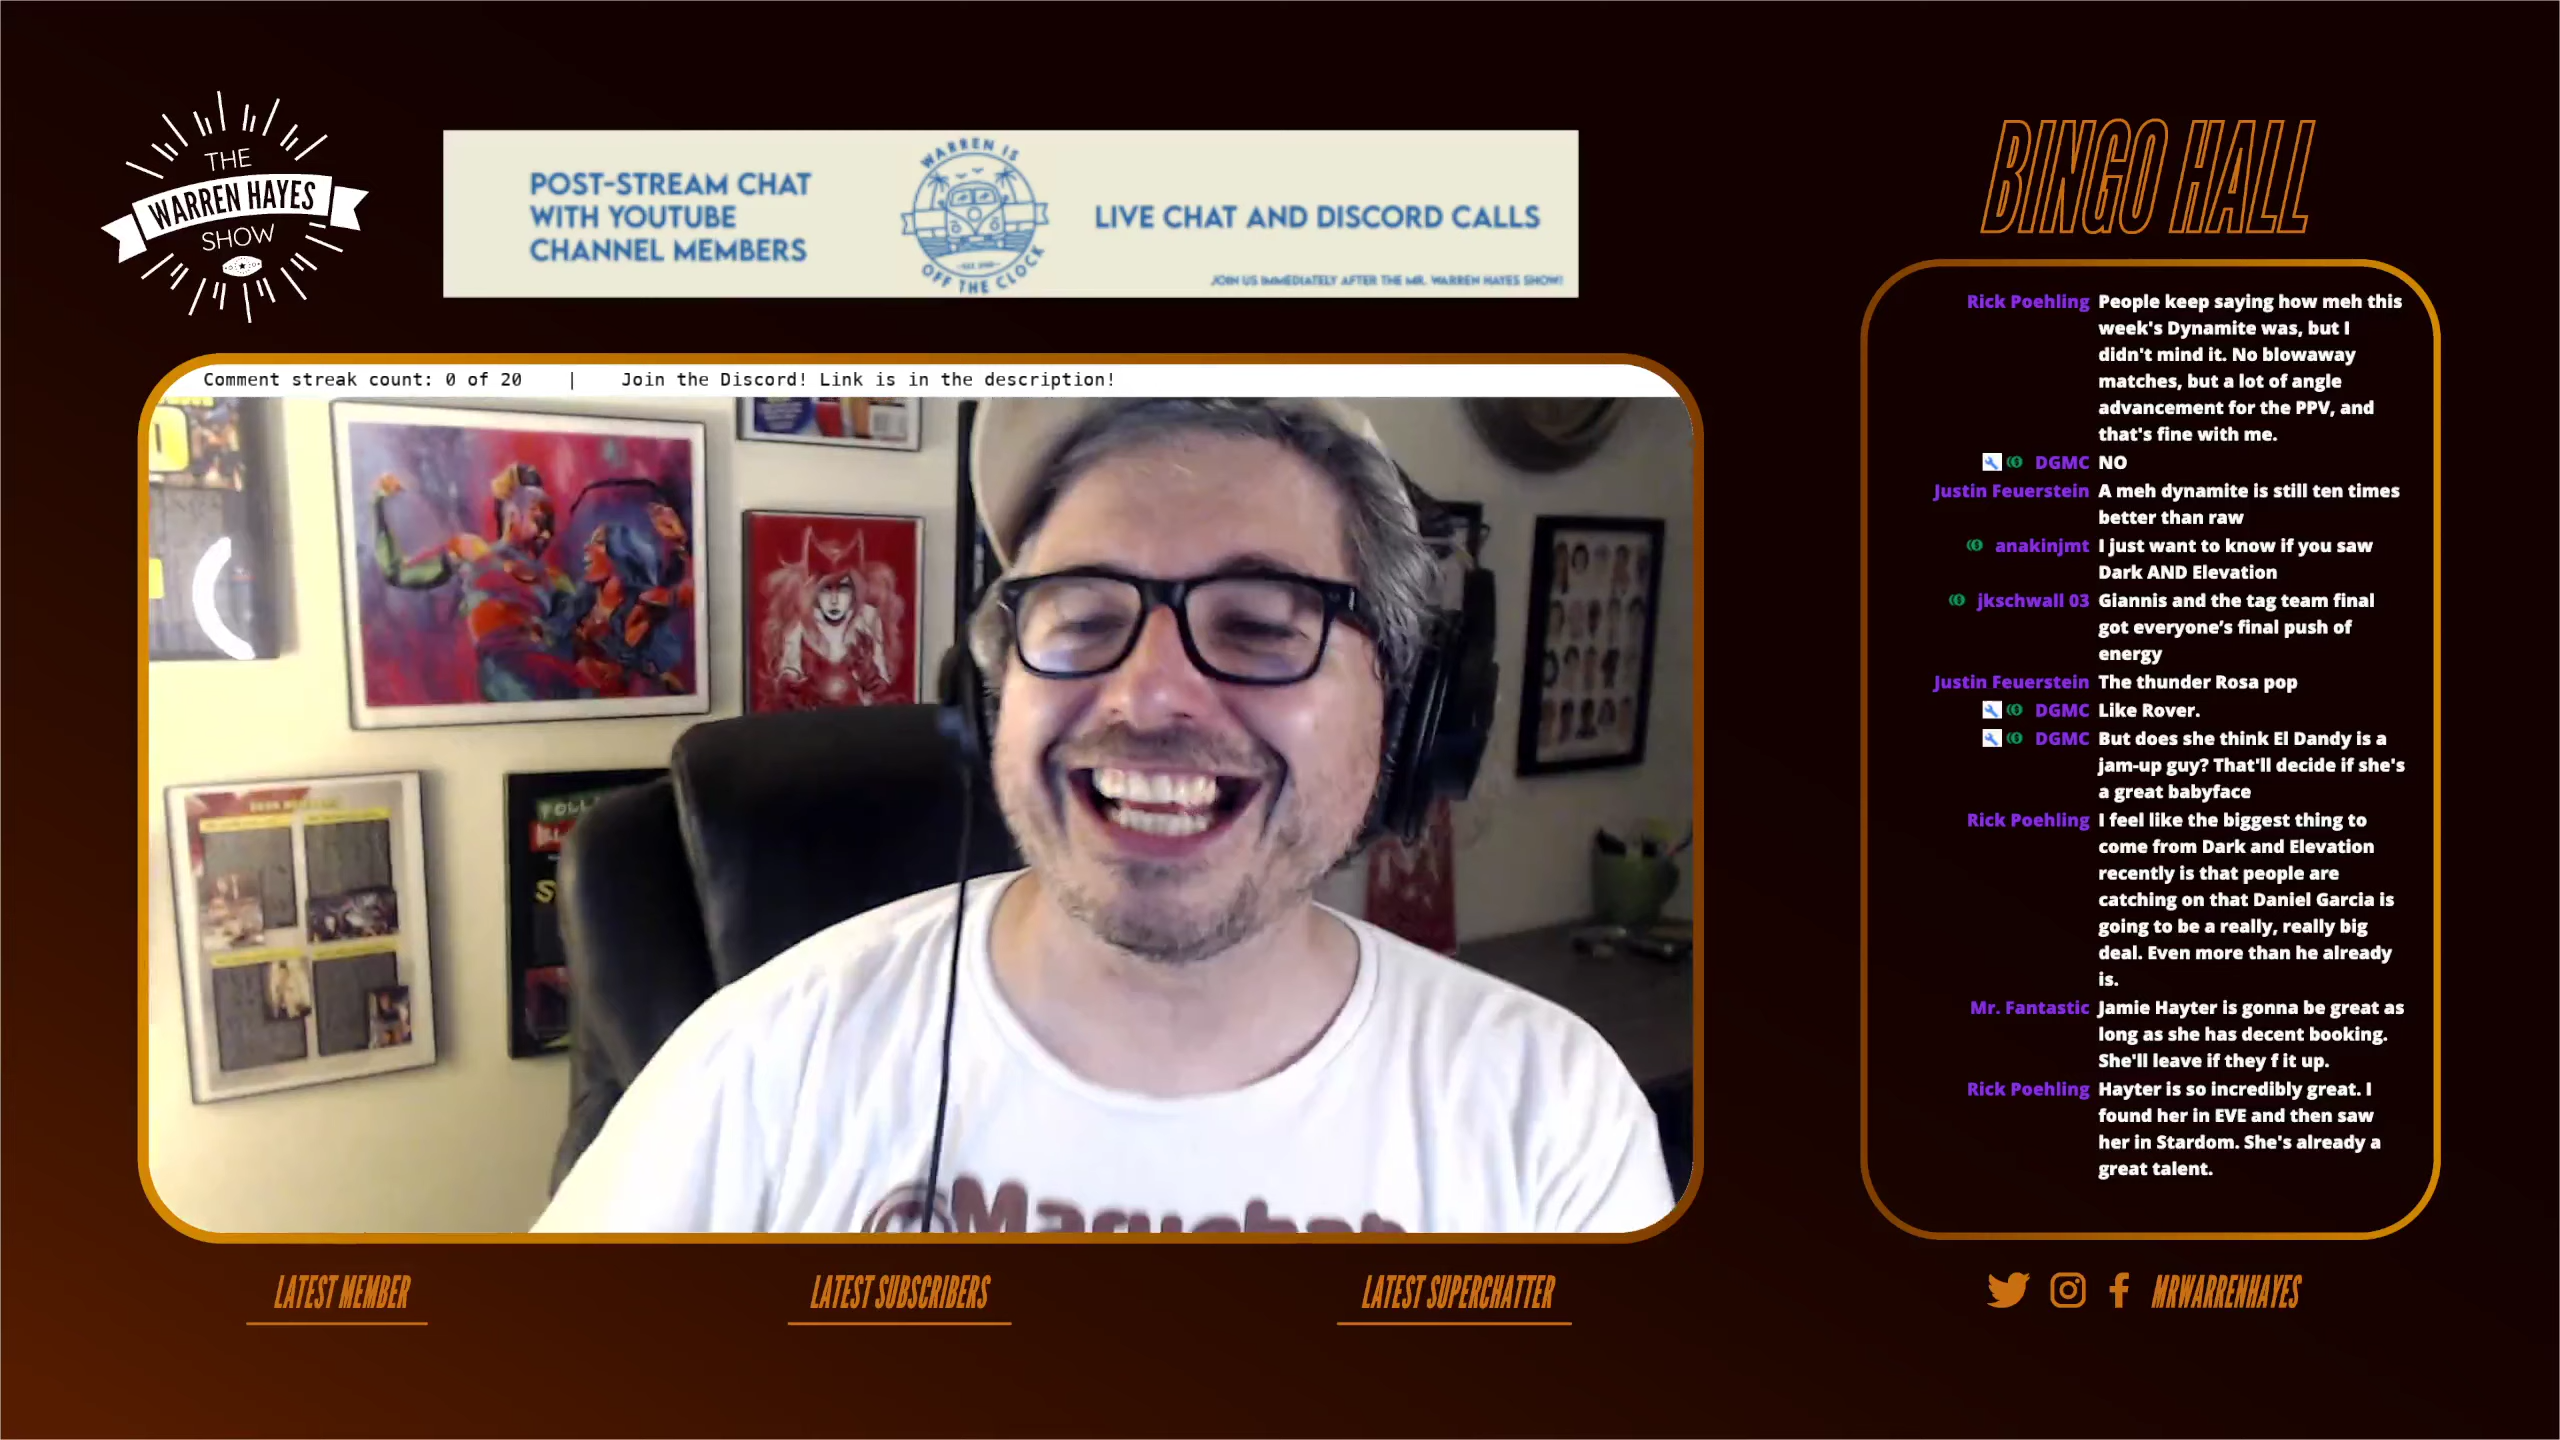 THE
WARREN HAYES
SHOW
POST-STREAM CHAT
WITH YOUTUBE
CHANNEL MEMBERS
WARREN IS
OFF THE CLOCK
LIVE CHAT AND DISCORD CALLS
JOIN US IMMEDIATELY AFTER THE MR. WARREN HAYES SHOW!
BINGO HALL
Comment streak count: 0 of 20 | Join the Discord! Link is in the description!
Rick Poehling People keep saying how meh this
week's Dynamite was, but I
didn't mind it. No blowaway
matches, but a lot of angle
advancement for the PPV, and
that's fine with me.
DGMC NO
Justin Feuerstein A meh dynamite is still ten times
better than raw
anakinjmt I just want to know if you saw
Dark AND Elevation
jkschwall 03 Giannis and the tag team final
got everyone’s final push of
energy
Justin Feuerstein The thunder Rosa pop
DGMC Like Rover.
DGMC But does she think El Dandy is a
jam-up guy? That'll decide if she's
a great babyface
Rick Poehling I feel like the biggest thing to
come from Dark and Elevation
recently is that people are
catching on that Daniel Garcia is
going to be a really, really big
deal. Even more than he already
is.
Mr. Fantastic Jamie Hayter is gonna be great as
long as she has decent booking.
She'll leave if they f it up.
Rick Poehling Hayter is so incredibly great. I
found her in EVE and then saw
her in Stardom. She's already a
great talent.
LATEST MEMBER
LATEST SUBSCRIBERS
LATEST SUPERCHATTER
MRWARRENHAYES